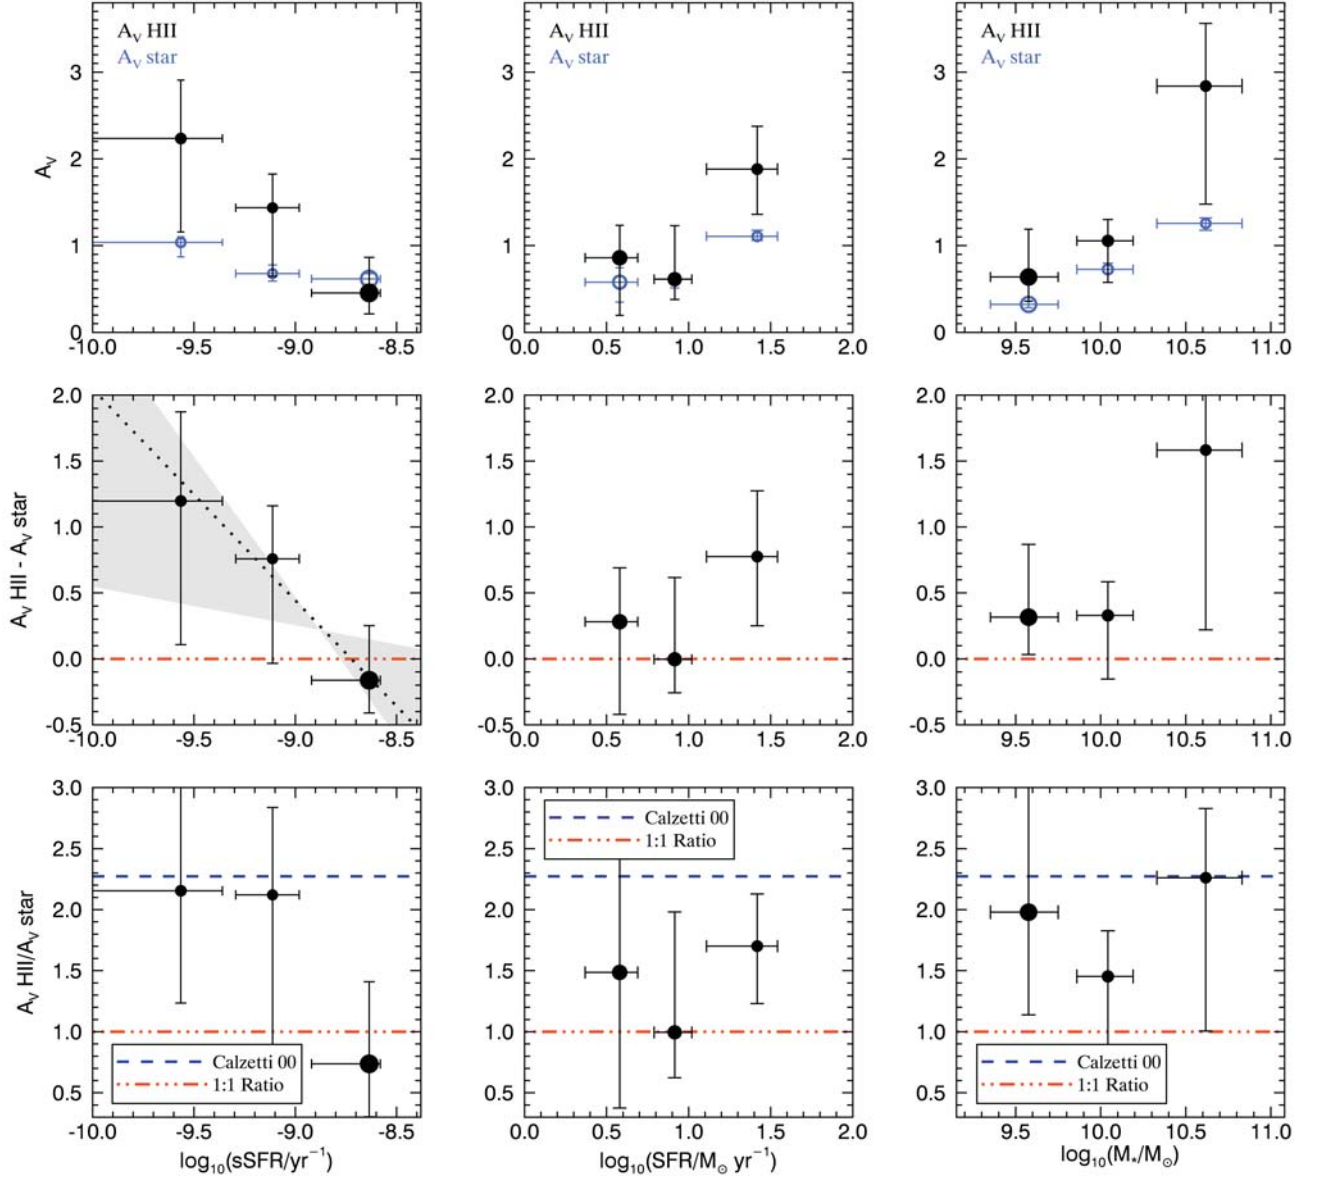 A_V HII
A_V star
A_V HII
A_V star
A_V HII
A_V star
3
2
1
0
A_V
-10.0 -9.5 -9.0 -8.5
3
2
1
0
0.0 0.5 1.0 1.5 2.0
3
2
1
0
9.5 10.0 10.5 11.0
2.0
1.5
1.0
0.5
0.0
-0.5
A_V HII - A_V star
-10.0 -9.5 -9.0 -8.5
2.0
1.5
1.0
0.5
0.0
-0.5
0.0 0.5 1.0 1.5 2.0
2.0
1.5
1.0
0.5
0.0
-0.5
9.5 10.0 10.5 11.0
3.0
2.5
2.0
1.5
1.0
0.5
A_V HII/A_V star
Calzetti 00
1:1 Ratio
-10.0 -9.5 -9.0 -8.5
log₁₀(sSFR/yr⁻¹)
3.0
2.5
2.0
1.5
1.0
0.5
Calzetti 00
1:1 Ratio
0.0 0.5 1.0 1.5 2.0
log₁₀(SFR/M☉ yr⁻¹)
3.0
2.5
2.0
1.5
1.0
0.5
Calzetti 00
1:1 Ratio
9.5 10.0 10.5 11.0
log₁₀(M*/M☉)